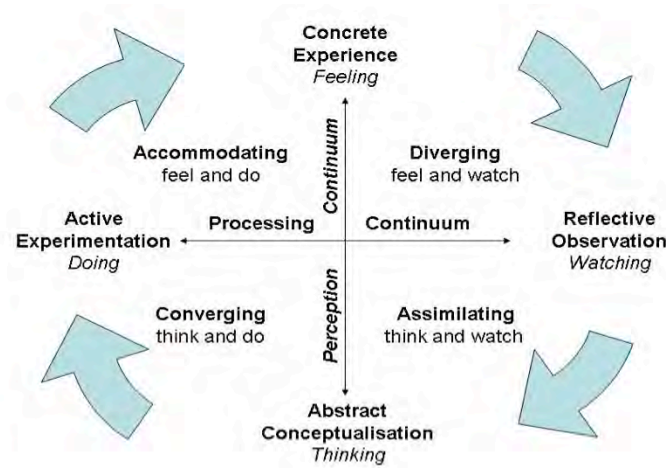 Concrete
Experience
Feeling
Accommodating
feel and do
Continuum
Diverging
feel and watch
Active
Experimentation
Doing
Processing
Continuum
Reflective
Observation
Watching
Converging
think and do
Perception
Assimilating
think and watch
Abstract
Conceptualisation
Thinking